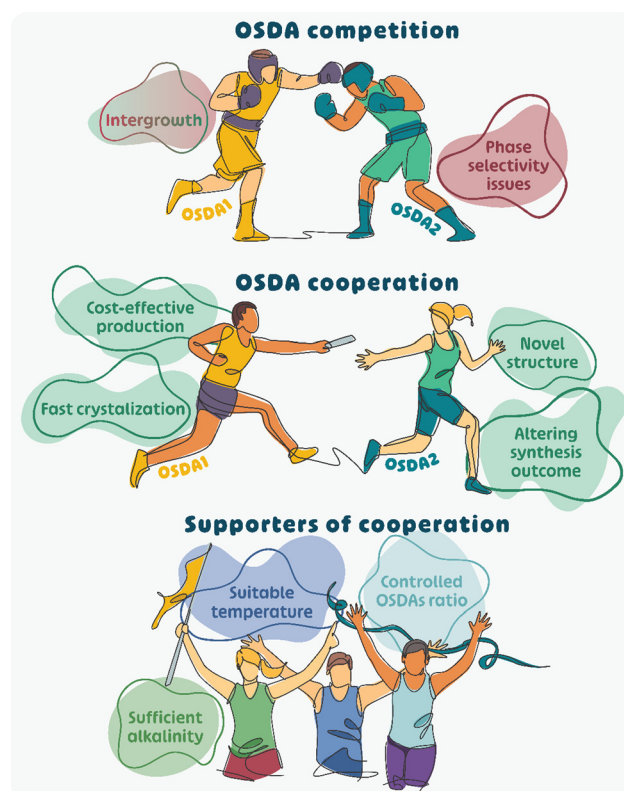 OSDA competition
Intergrowth
Phase
selectivity
issues
OSDA1
OSDA2
OSDA cooperation
Cost-effective
production
Novel
structure
Fast crystalization
Altering
synthesis
outcome
OSDA1
OSDA2
Supporters of cooperation
Suitable
temperature
Controlled
OSDAs ratio
Sufficient
alkalinity